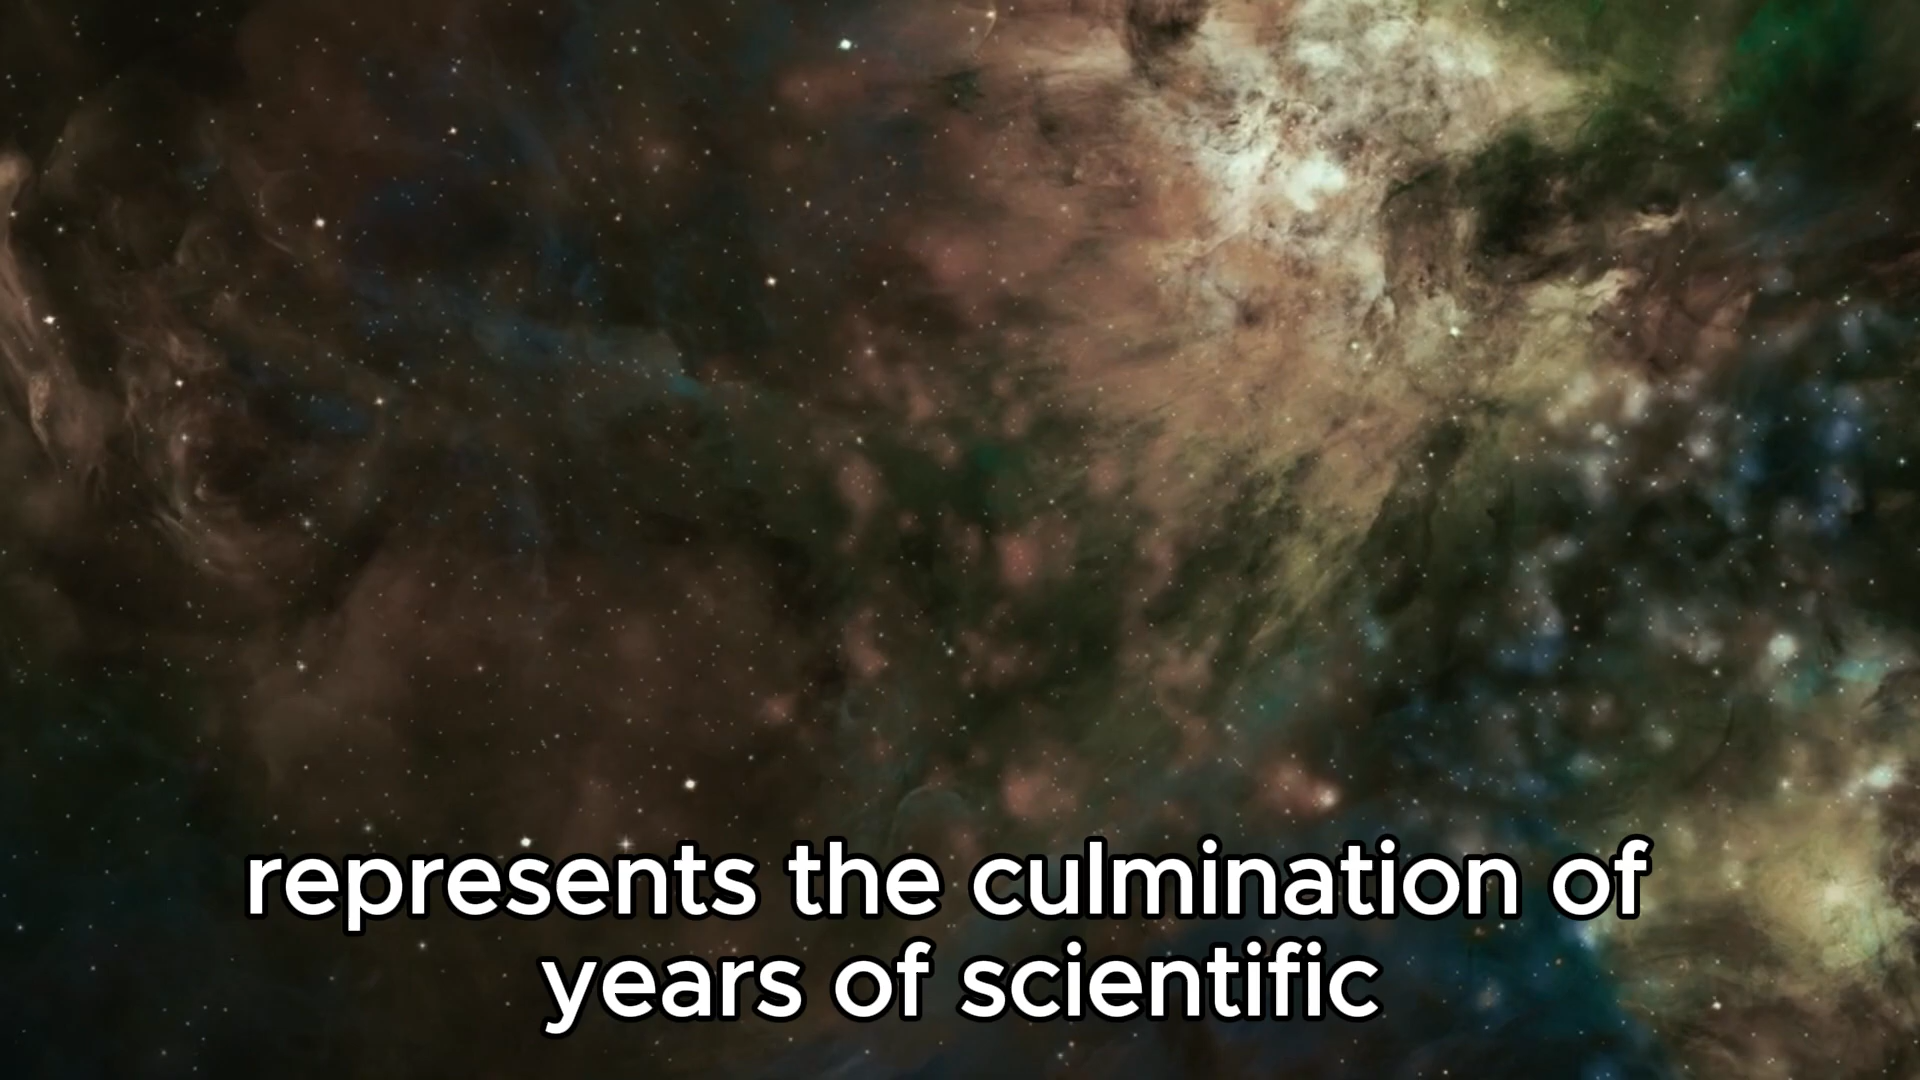 represents the culmination of
years of scientific